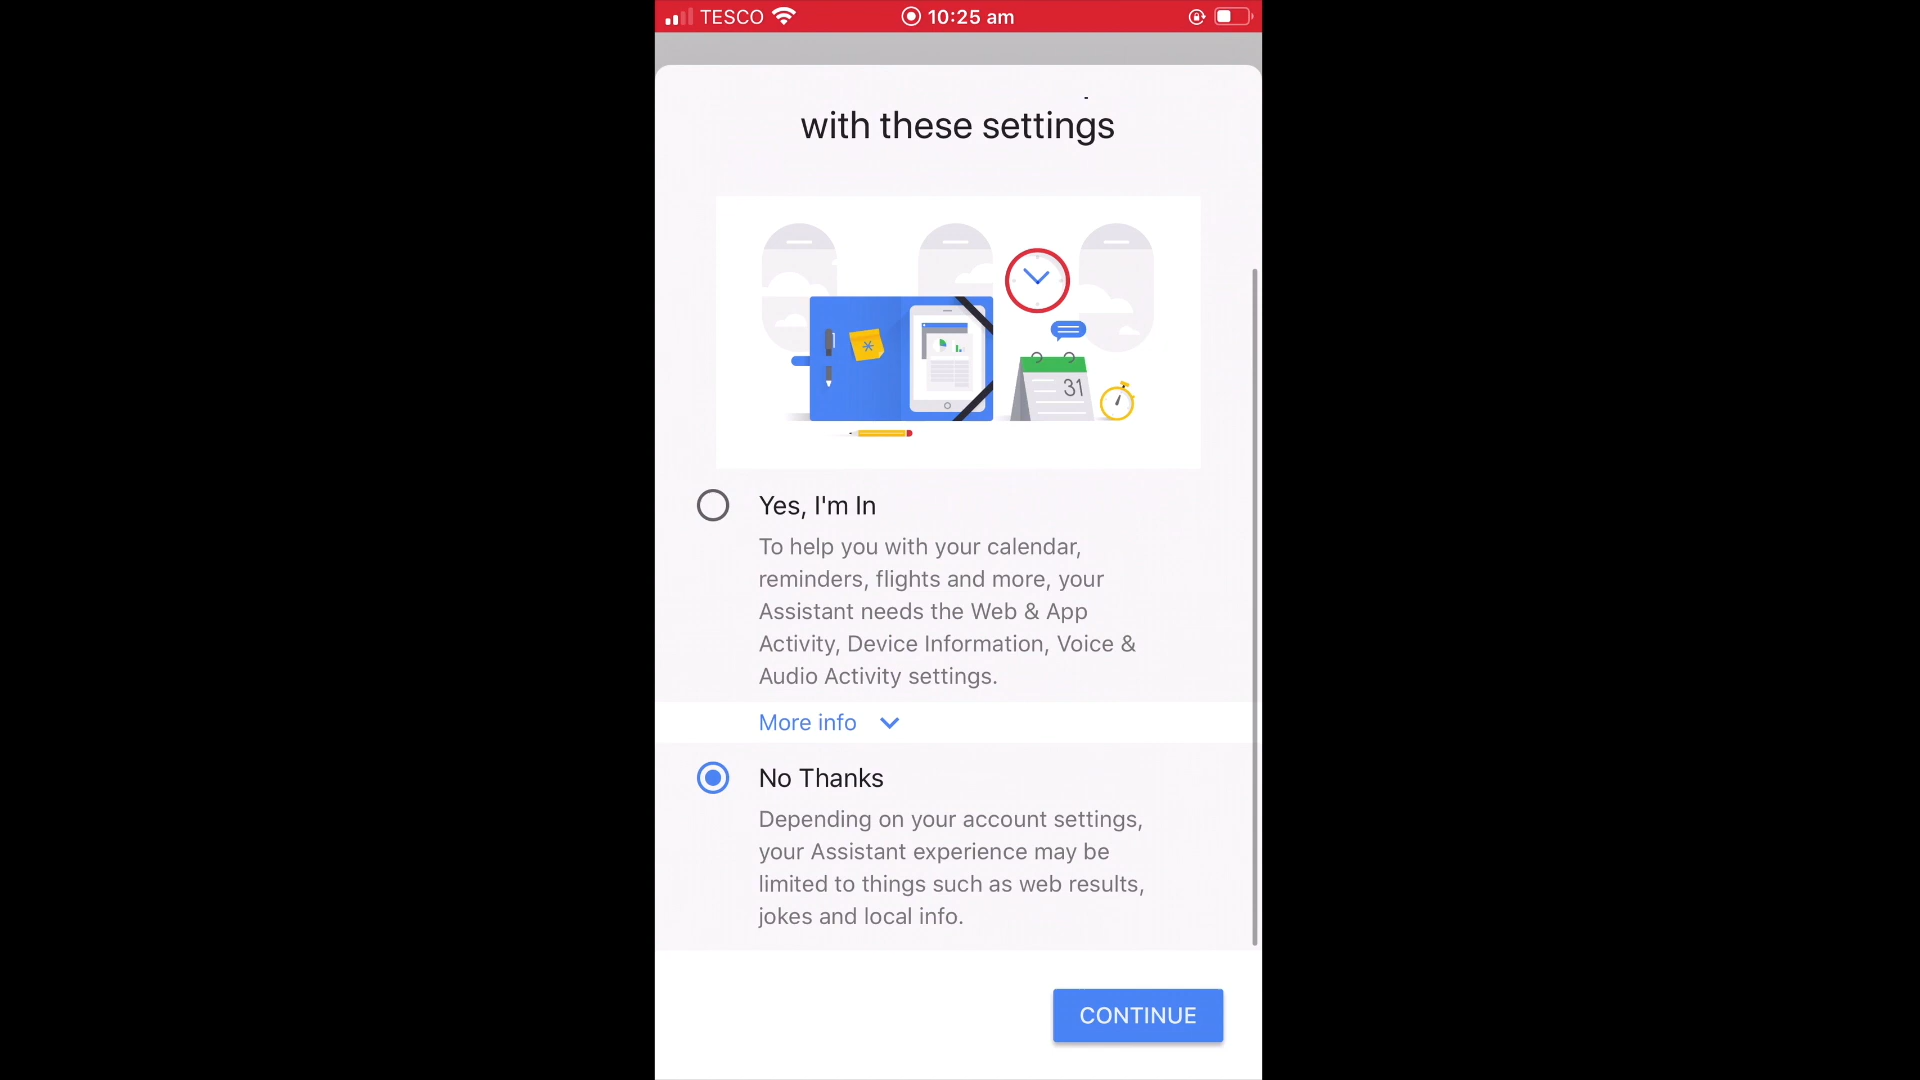 TESCO 10:25 am
with these settings
31
Yes, I'm In
To help you with your calendar,
reminders, flights and more, your
Assistant needs the Web & App
Activity, Device Information, Voice &
Audio Activity settings.
More info
No Thanks
Depending on your account settings,
your Assistant experience may be
limited to things such as web results,
jokes and local info.
CONTINUE